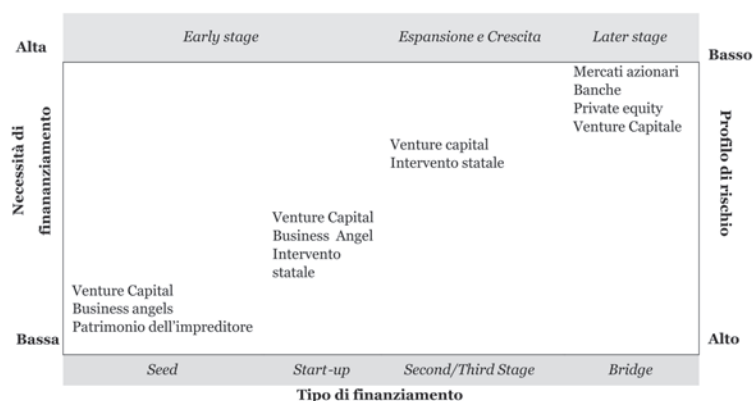 Early stage
Espansione e Crescita
Later stage
Alta
Basso
Mercati azionari
Banche
Private equity
Venture Capitale
Necessità di
finananziamento
Profilo di rischio
Venture capital
Intervento statale
Venture Capital
Business Angel
Intervento
statale
Venture Capital
Business angels
Patrimonio dell'impreditore
Bassa
Alto
Seed
Start-up
Second/Third Stage
Bridge
Tipo di finanziamento